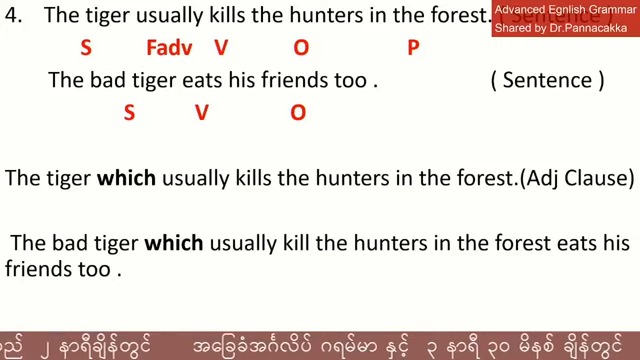 4. The tiger usually kills the hunters in the forest. ( Sentence )
Advanced Egnlish Grammar
Shared by Dr.Pannacakka
S Fadv V O P
The bad tiger eats his friends too . ( Sentence )
S V O
The tiger which usually kills the hunters in the forest.(Adj Clause)
The bad tiger which usually kill the hunters in the forest eats his
friends too .
၂ နာရီချိန်တွင် အခြေခံအင်္ဂလိပ် ဂရမ်မာ နှင့် ၃ နာရီ ၃၀ မိနစ် ချိန်တွင်